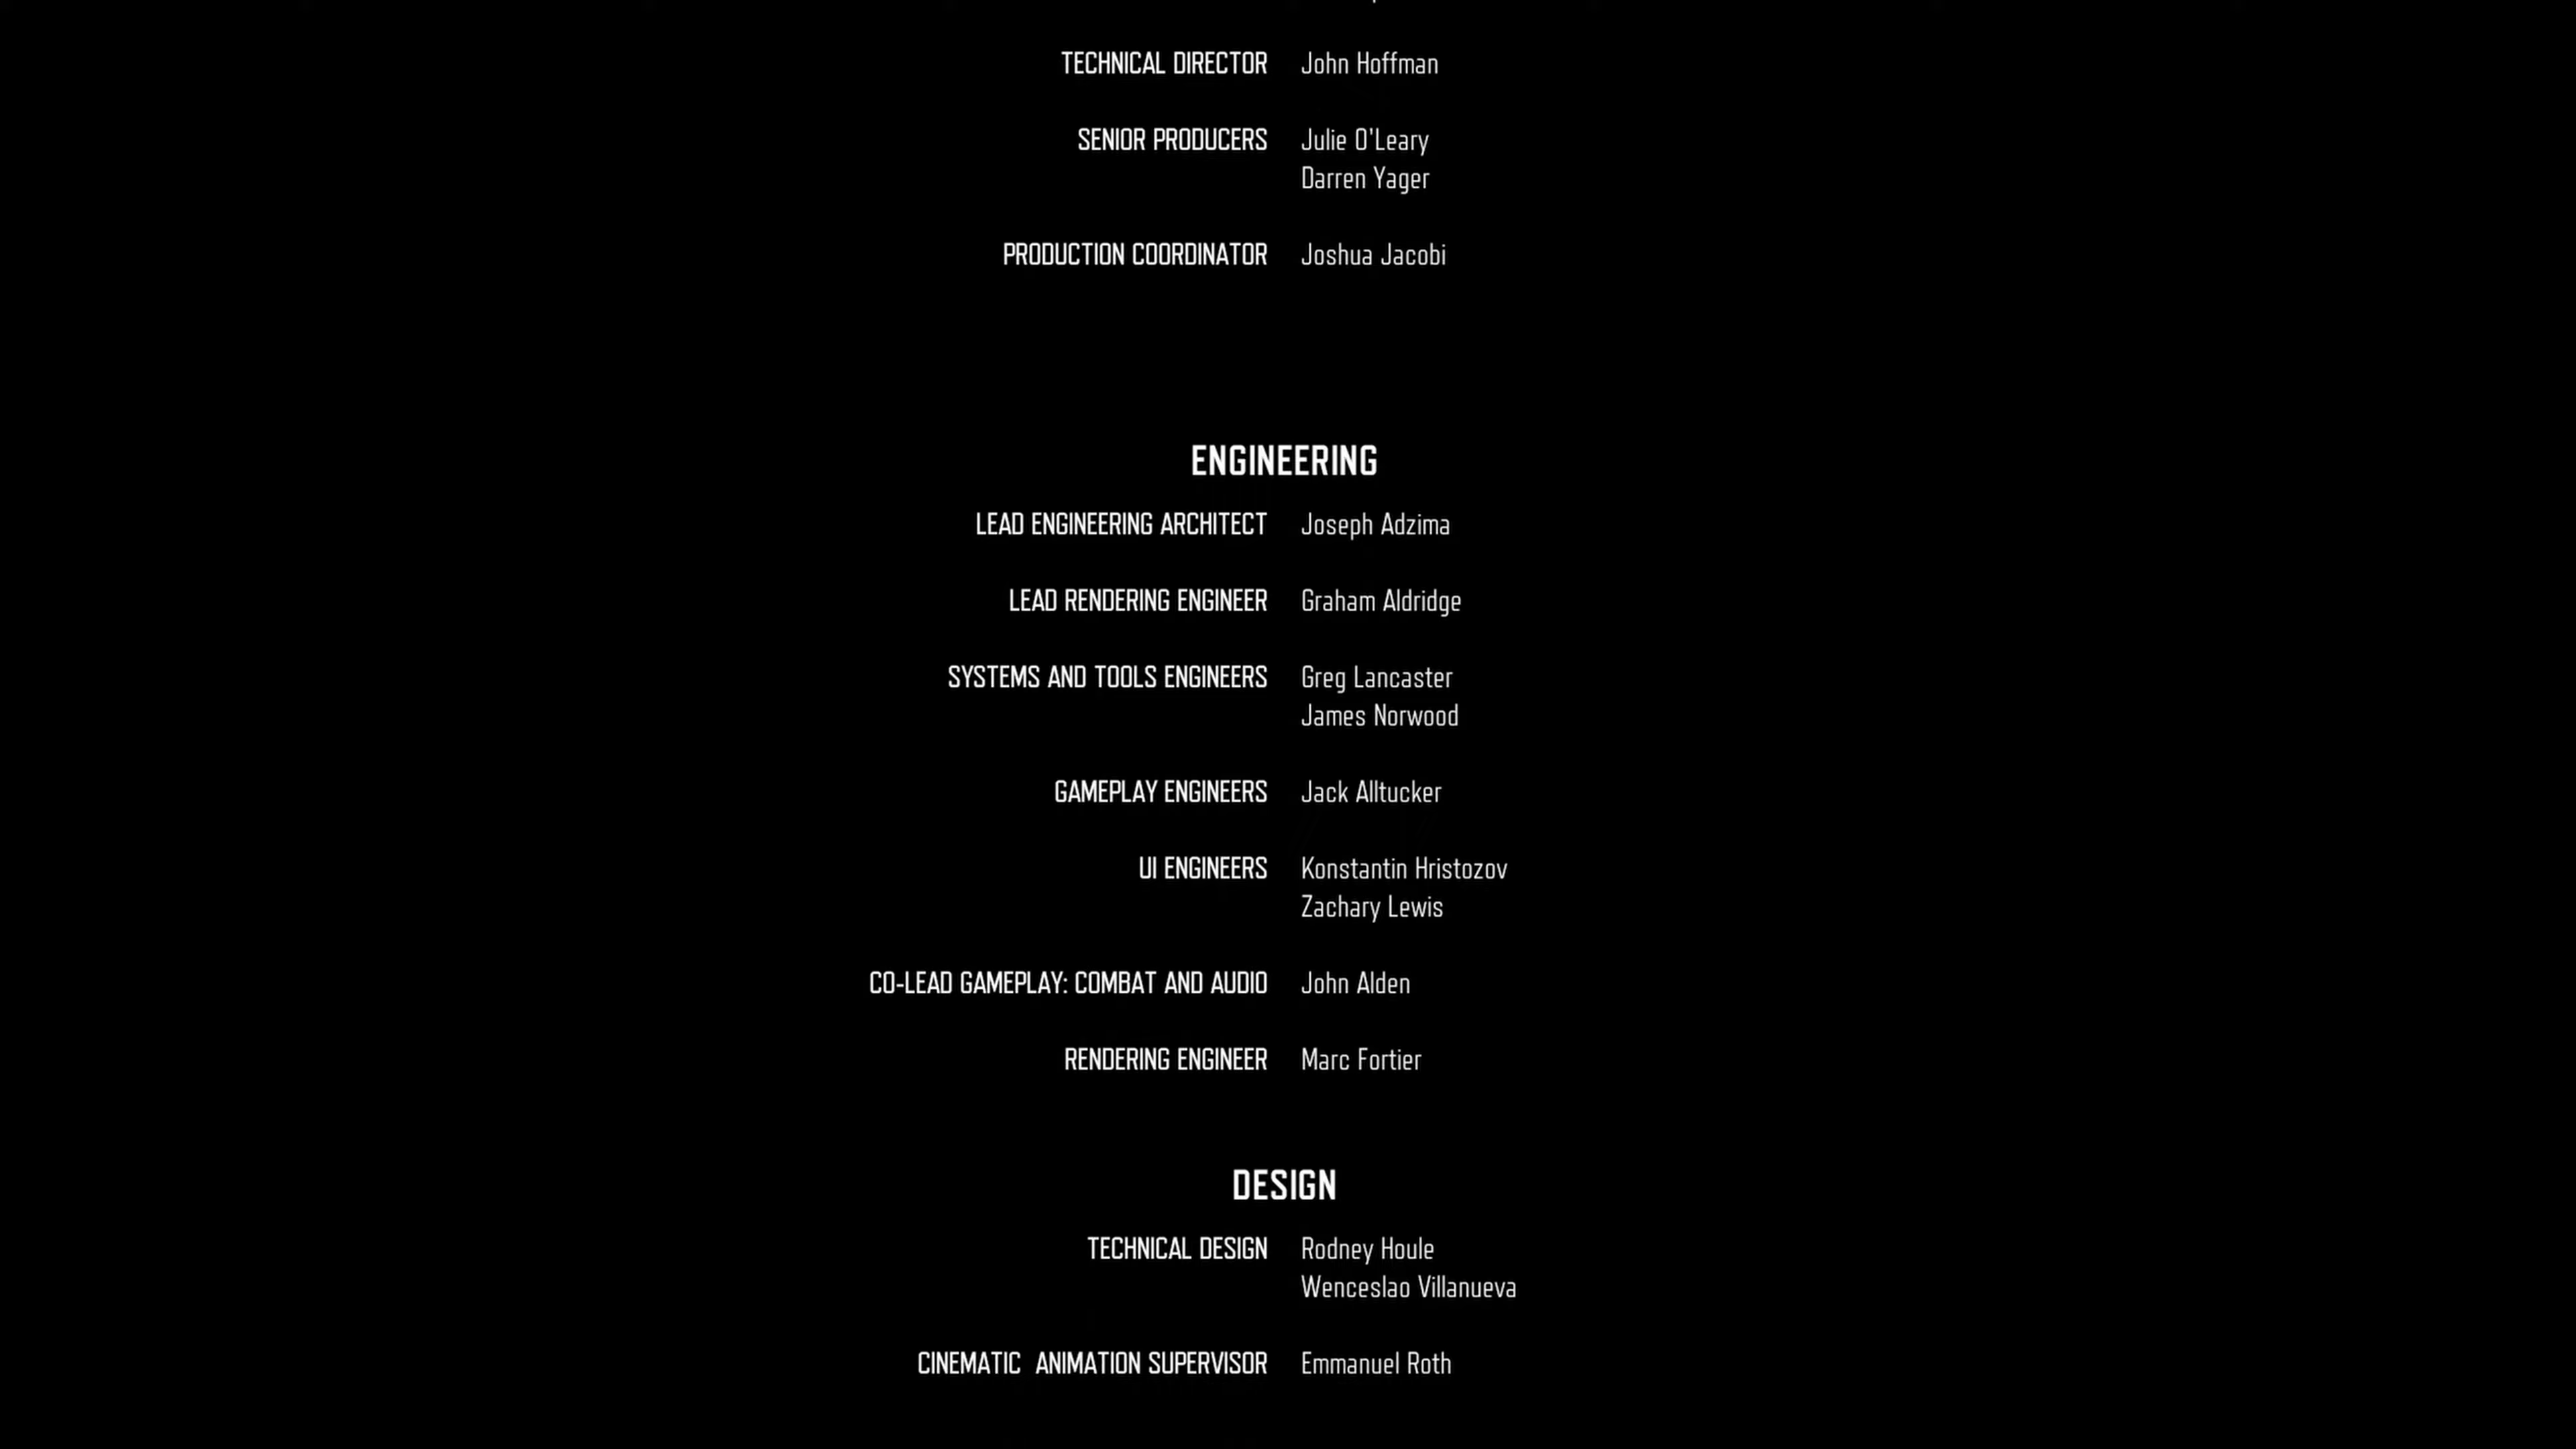 TECHNICAL DIRECTOR John Hoffman
SENIOR PRODUCERS Julie O'Leary
Darren Yager
PRODUCTION COORDINATOR Joshua Jacobi
ENGINEERING
LEAD ENGINEERING ARCHITECT Joseph Adzima
LEAD RENDERING ENGINEER Graham Aldridge
SYSTEMS AND TOOLS ENGINEERS Greg Lancaster
James Norwood
GAMEPLAY ENGINEERS Jack Alltucker
UI ENGINEERS Konstantin Hristozov
Zachary Lewis
CO-LEAD GAMEPLAY: COMBAT AND AUDIO John Alden
RENDERING ENGINEER Marc Fortier
DESIGN
TECHNICAL DESIGN Rodney Houle
Wenceslao Villanueva
CINEMATIC ANIMATION SUPERVISOR Emmanuel Roth